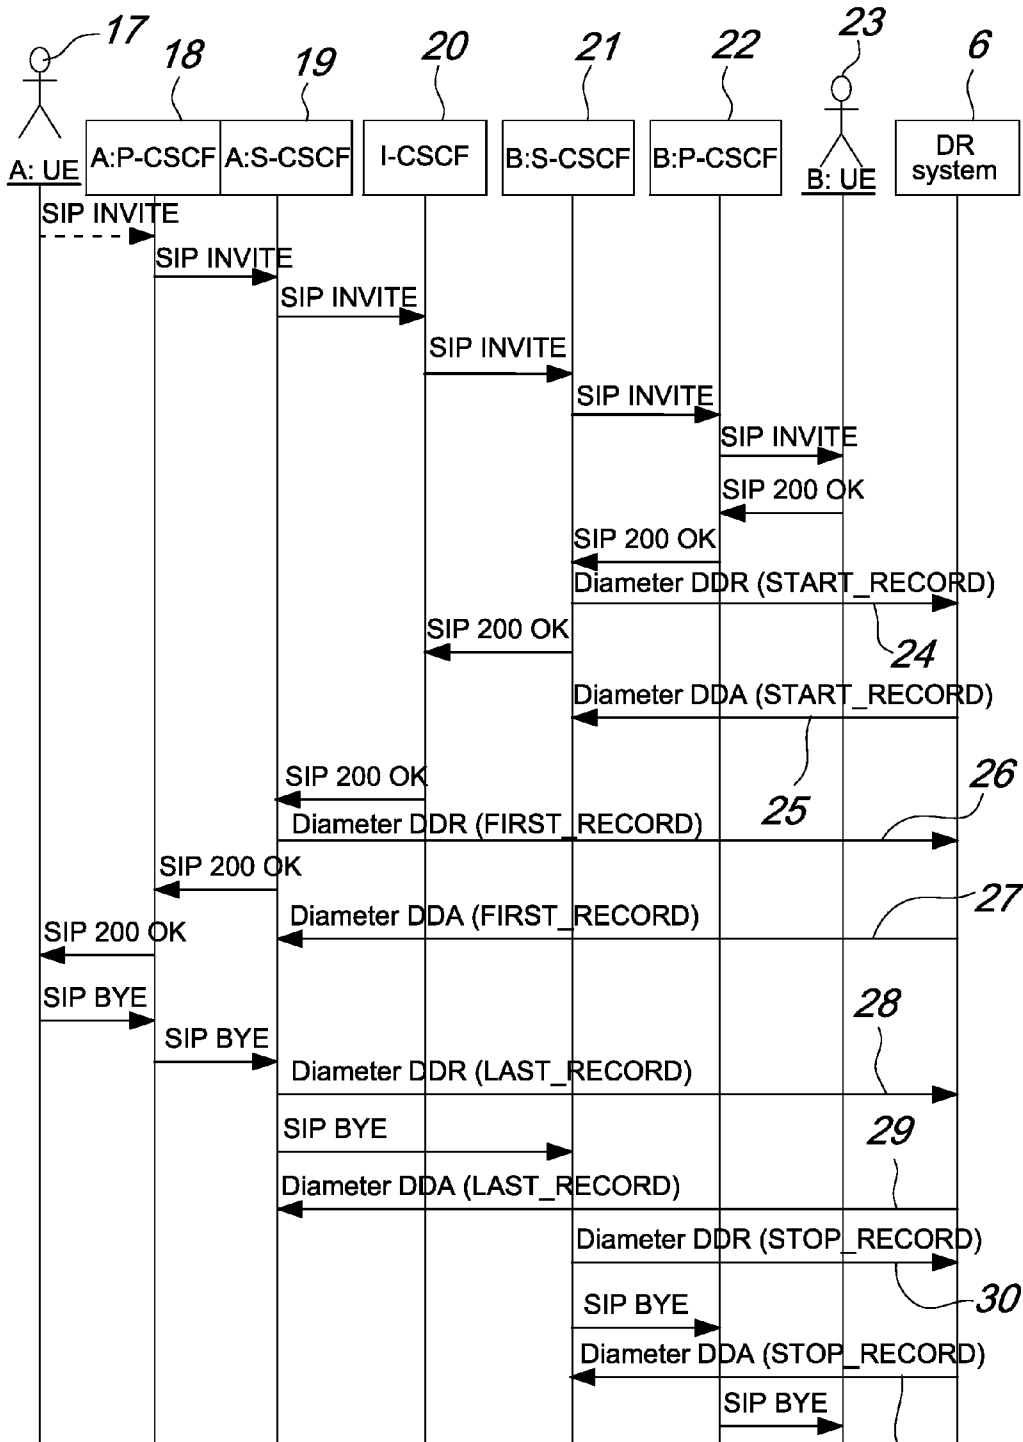 17
18
19
20
21
22
23
6
A: UE
A:P-CSCF
A:S-CSCF
I-CSCF
B:S-CSCF
B:P-CSCF
B: UE
DR
system
SIP INVITE
SIP INVITE
SIP INVITE
SIP INVITE
SIP INVITE
SIP INVITE
SIP 200 OK
SIP 200 OK
Diameter DDR (START_RECORD)
24
SIP 200 OK
Diameter DDA (START_RECORD)
25
SIP 200 OK
26
Diameter DDR (FIRST_RECORD)
SIP 200 OK
27
Diameter DDA (FIRST_RECORD)
SIP 200 OK
SIP BYE
28
SIP BYE
Diameter DDR (LAST_RECORD)
SIP BYE
29
Diameter DDA (LAST_RECORD)
Diameter DDR (STOP_RECORD)
30
SIP BYE
Diameter DDA (STOP_RECORD)
SIP BYE